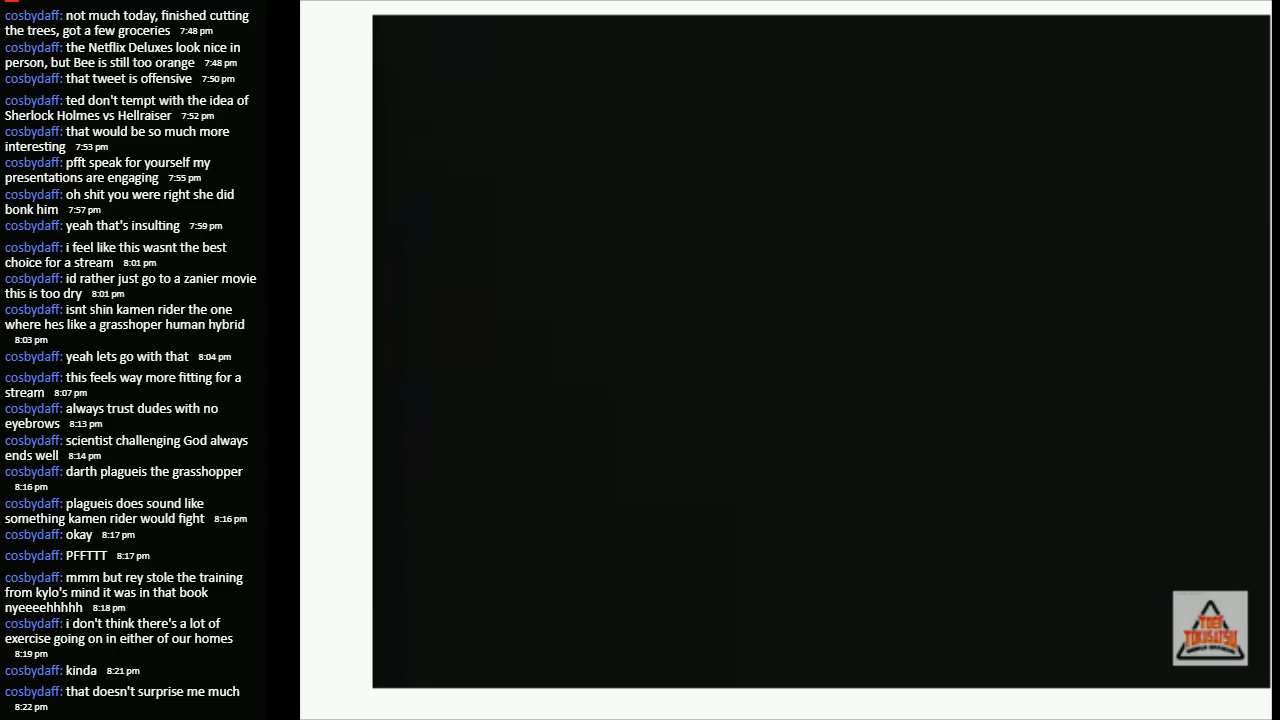 cosbydaff: not much today, finished cutting
the trees, got a few groceries 7:48 pm
cosbydaff: the Netflix Deluxes look nice in
person, but Bee is still too orange 7:48 pm
cosbydaff: that tweet is offensive 7:50 pm
cosbydaff: ted don't tempt with the idea of
Sherlock Holmes vs Hellraiser 7:52 pm
cosbydaff: that would be so much more
interesting 7:53 pm
cosbydaff: pfft speak for yourself my
presentations are engaging 7:55 pm
cosbydaff: oh shit you were right she did
bonk him 7:57 pm
cosbydaff: yeah that's insulting 7:59 pm
cosbydaff: i feel like this wasnt the best
choice for a stream 8:01 pm
cosbydaff: id rather just go to a zanier movie
this is too dry 8:01 pm
cosbydaff: isnt shin kamen rider the one
where hes like a grasshoper human hybrid
8:03 pm
cosbydaff: yeah lets go with that 8:04 pm
cosbydaff: this feels way more fitting for a
stream 8:07 pm
cosbydaff: always trust dudes with no
eyebrows 8:13 pm
cosbydaff: scientist challenging God always
ends well 8:14 pm
cosbydaff: darth plagueis the grasshopper
8:16 pm
cosbydaff: plagueis does sound like
something kamen rider would fight 8:16 pm
cosbydaff: okay 8:17 pm
cosbydaff: PFFTTT 8:17 pm
cosbydaff: mmm but rey stole the training
from kylo's mind it was in that book
nyeeeehhhhh 8:18 pm
cosbydaff: i don't think there's a lot of
exercise going on in either of our homes
8:19 pm
cosbydaff: kinda 8:21 pm
cosbydaff: that doesn't surprise me much
8:22 pm
TOEI
TOKUSATSU